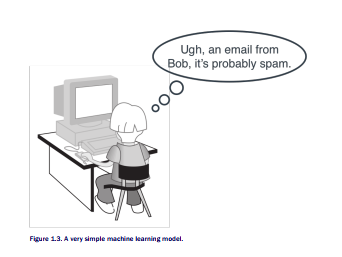 Ugh, an email from
Bob, it's probably spam.
Figure 1.3. A very simple machine learning model.